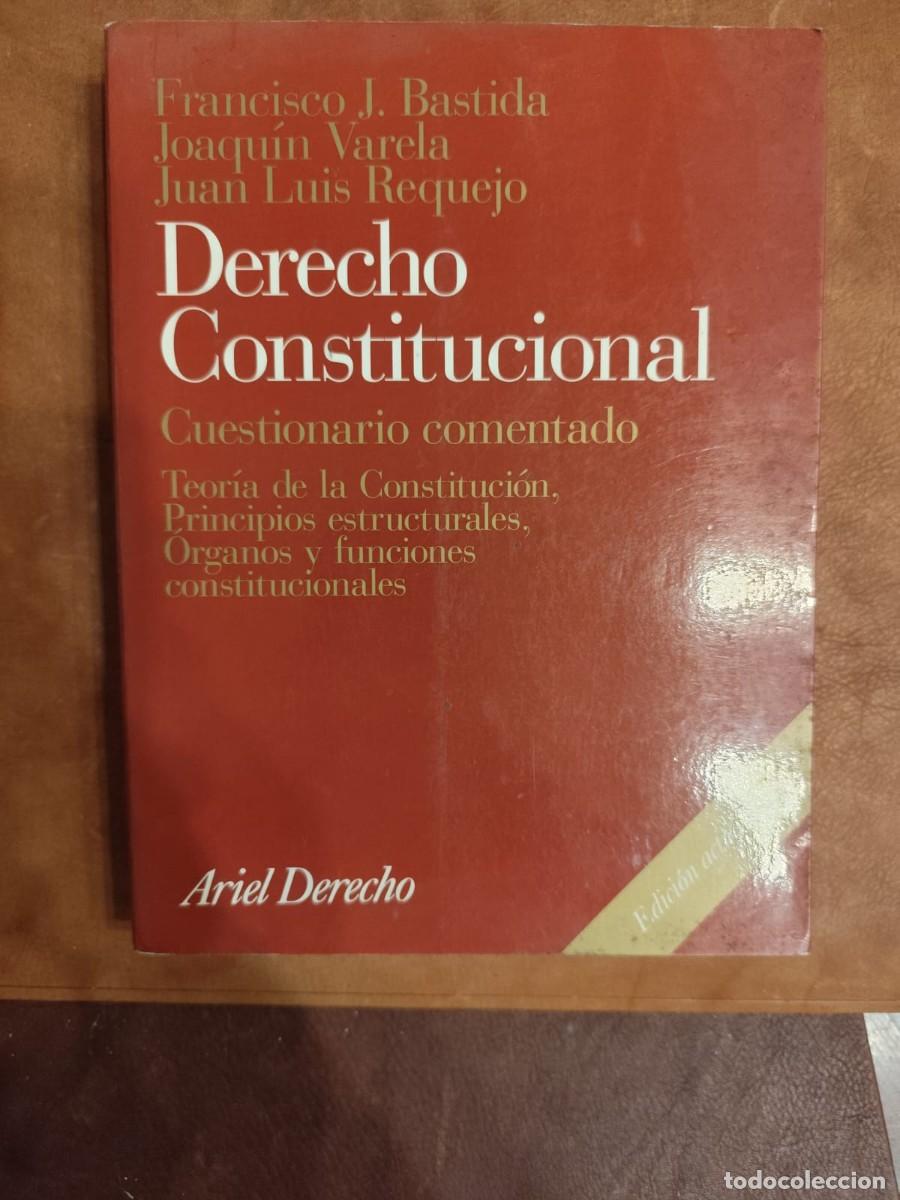 Francisco J. Bastida
Joaquín Varela
Juan Luis Requejo
Derecho
Constitucional
Cuestionario comentado
Teoría de la Constitución,
Principios estructurales,
Órganos y funciones
constitucionales
Ariel Derecho
Edición
todocoleccion